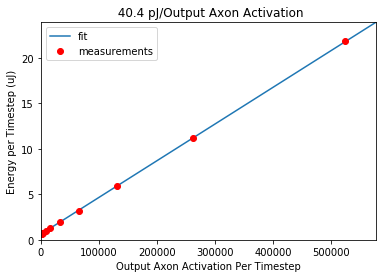 40.4 pJ/Output Axon Activation
fit
measurements
Energy per Timestep (uJ)
20
15
10
5
0
0 100000 200000 300000 400000 500000
Output Axon Activation Per Timestep